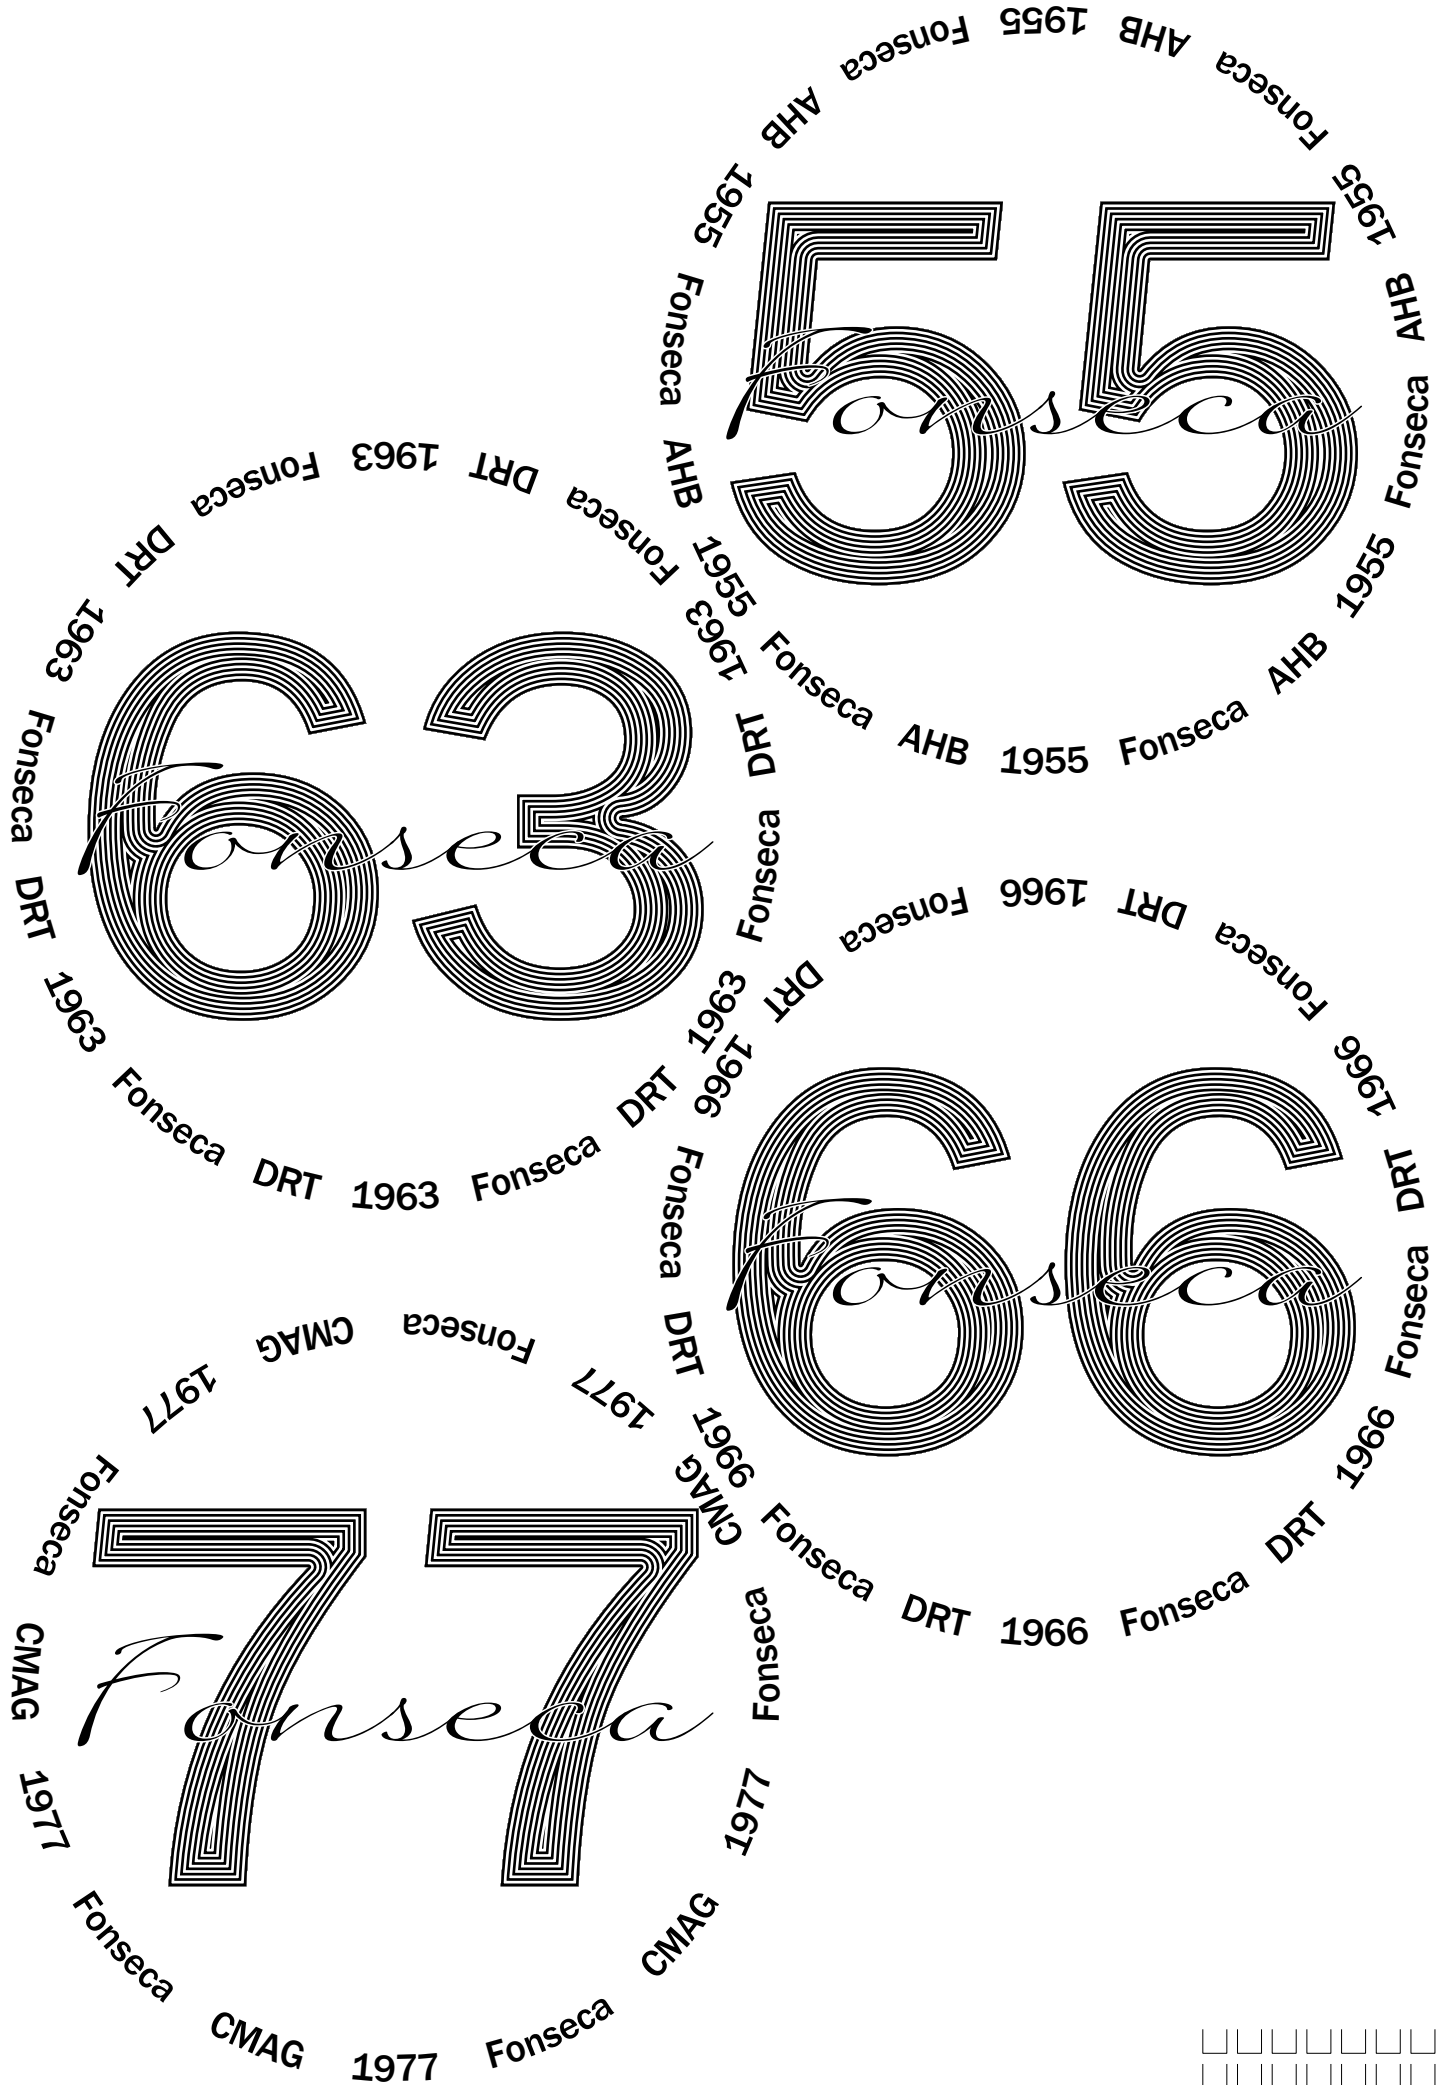 Fonseca AHB 1955 Fonseca AHB 1955 Fonseca AHB 1955 Fonseca AHB 1955 Fonseca AHB 1955 Fonseca AHB 1955
55
Fonseca
Fonseca DRT 1963 Fonseca DRT 1963 Fonseca DRT 1963 Fonseca DRT 1963 Fonseca DRT 1963 Fonseca DRT 1963
63
Fonseca
Fonseca DRT 1966 Fonseca DRT 1966 Fonseca DRT 1966 Fonseca DRT 1966 Fonseca DRT 1966 Fonseca DRT 1966
66
Fonseca
Fonseca CMAG 1977 Fonseca CMAG 1977 Fonseca CMAG 1977 Fonseca CMAG 1977 Fonseca CMAG 1977
77
Fonseca